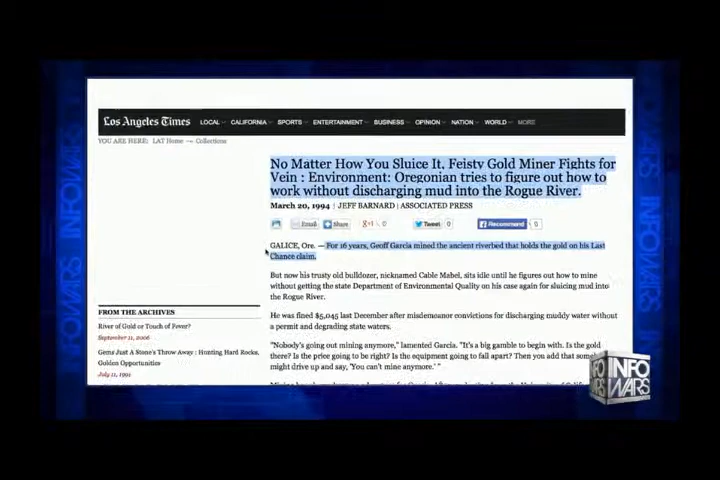 Los Angeles Times LOCAL CALIFORNIA SPORTS ENTERTAINMENT BUSINESS OPINION NATION WORLD MORE
YOU ARE HERE: LAT Home → Collections
No Matter How You Sluice It, Feisty Gold Miner Fights for
Vein : Environment: Oregonian tries to figure out how to
work without discharging mud into the Rogue River.
March 20, 1994 | JEFF BARNARD | ASSOCIATED PRESS
Email Share g+1 0 Tweet 0 Recommend 0
GALICE, Ore. — For 16 years, Geoff Garcia mined the ancient riverbed that holds the gold on his Last
Chance claim.
But now his trusty old bulldozer, nicknamed Cable Mabel, sits idle until he figures out how to mine
without getting the state Department of Environmental Quality on his case again for sluicing mud into
the Rogue River.
He was fined $5,045 last December after misdemeanor convictions for discharging muddy water without
a permit and degrading state waters.
"Nobody's going out mining anymore," lamented Garcia. "It's a big gamble to begin with. Is the gold
there? Is the price going to be right? Is the equipment going to fall apart? Then you add that
might drive up and say, 'You can't mine anymore.' "
FROM THE ARCHIVES
River of Gold or Touch of Fever?
September 11, 2006
Gems Just A Stone's Throw Away : Hunting Hard Rocks,
Golden Opportunities
July 11, 1991
INFO
WARS
INFOWARS
INFOWARS